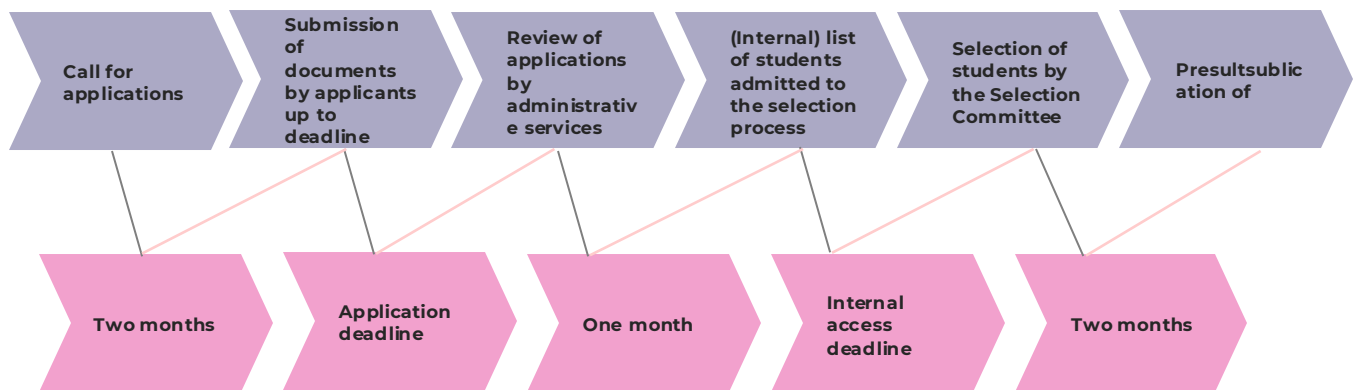 Call for
applications
Submission
of
documents
by applicants
up to
deadline
Review of
applications
by
administrativ
e services
(Internal) list
of students
admitted to
the selection
process
Selection of
students by
the Selection
Committee
Presultsublic
ation of
Two months
Application
deadline
One month
Internal
access
deadline
Two months